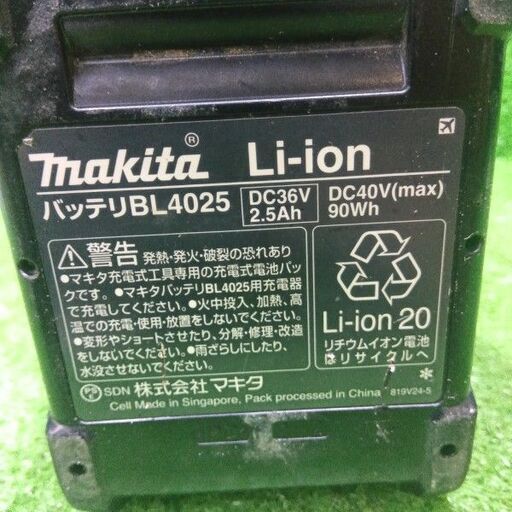 makita®
Li-ion
バッテリBL4025
DC36V
2.5Ah
DC40V(max)
90Wh
⚠警告 発熱・発火・破裂の恐れあり
●マキタ充電式工具専用の充電式電池パッ
クです。●マキタバッテリBL4025用充電器
で充電してください。●火中投入、加熱、高
温での充電・使用・放置をしないでください。
●変形やショートさせたり、分解・修理・改造
をしないでください。●雨ざらしにしたり、
水没させないでください。
Li-ion 20
リチウムイオン電池
はリサイクルへ
PS
E SDN 株式会社マキタ
Cell Made in Singapore, Pack processed in China
819V24-5
*